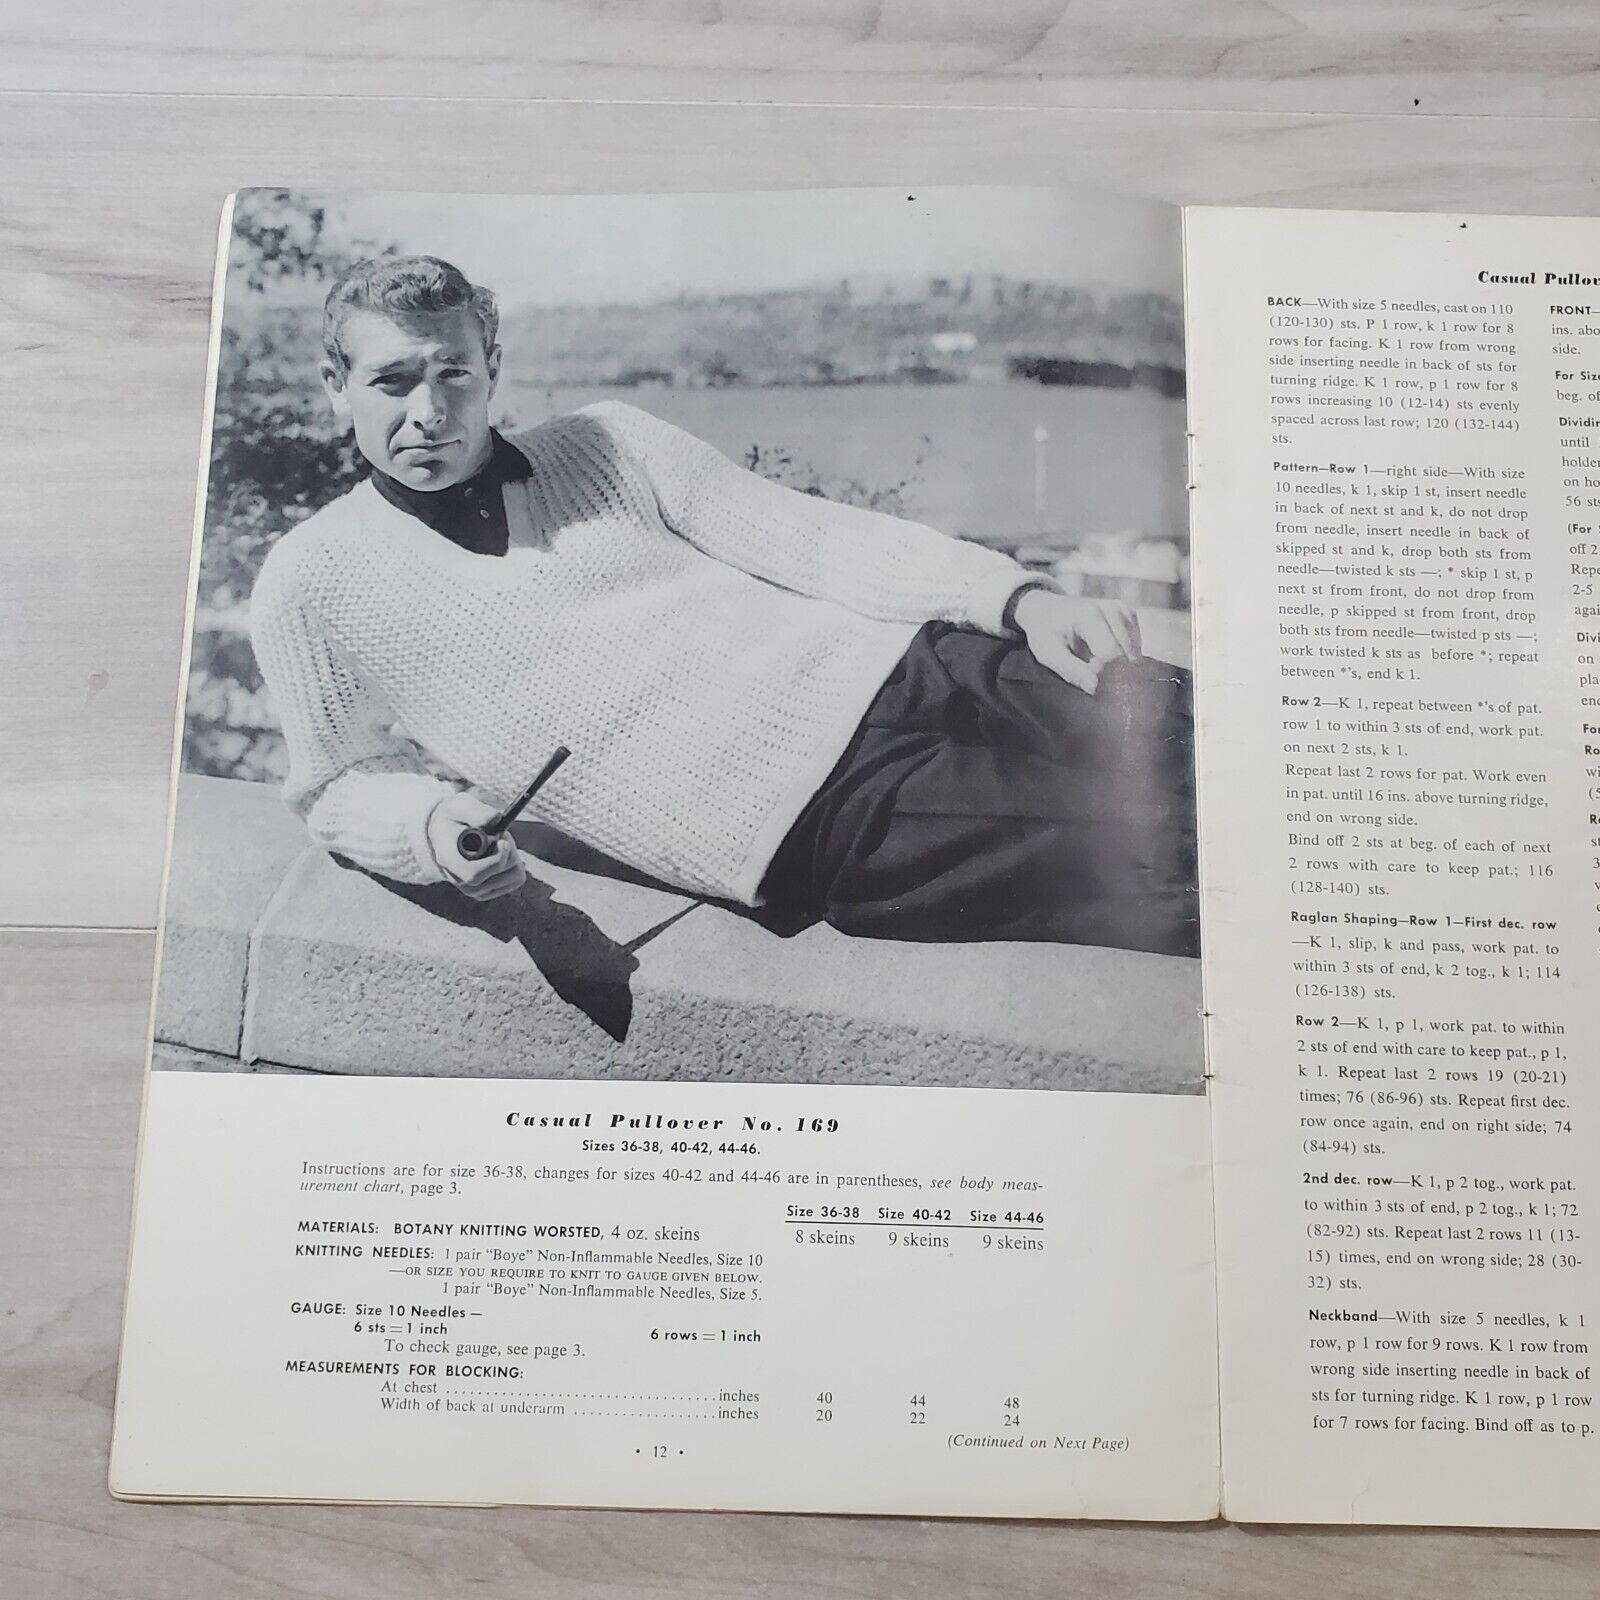 Casual Pullover No. 169
Sizes 36-38, 40-42, 44-46.
Instructions are for size 36-38, changes for sizes 40-42 and 44-46 are in parentheses, see body meas-
urement chart, page 3.
Size 36-38 Size 40-42 Size 44-46
MATERIALS: BOTANY KNITTING WORSTED, 4 oz. skeins 8 skeins 9 skeins 9 skeins
KNITTING NEEDLES: 1 pair "Boye" Non-Inflammable Needles, Size 10
—OR SIZE YOU REQUIRE TO KNIT TO GAUGE GIVEN BELOW.
1 pair "Boye" Non-Inflammable Needles, Size 5.
GAUGE: Size 10 Needles —
6 sts = 1 inch 6 rows = 1 inch
To check gauge, see page 3.
MEASUREMENTS FOR BLOCKING:
At chest .................................. inches 40 44 48
Width of back at underarm .................. inches 20 22 24
(Continued on Next Page)
• 12 •
Casual
BACK—With size 5 needles, cast on 110
(120-130) sts. P 1 row, k 1 row for 8
rows for facing. K 1 row from wrong
side inserting needle in back of sts for
turning ridge. K 1 row, p 1 row for 8
rows increasing 10 (12-14) sts evenly
spaced across last row; 120 (132-144)
sts.
Pattern—Row 1—right side—With size
10 needles, k 1, skip 1 st, insert needle
in back of next st and k, do not drop
from needle, insert needle in back of
skipped st and k, drop both sts from
needle—twisted k sts —; * skip 1 st, p
next st from front, do not drop from
needle, p skipped st from front, drop
both sts from needle—twisted p sts —;
work twisted k sts as before *; repeat
between *'s, end k 1.
Row 2—K 1, repeat between *'s of pat.
row 1 to within 3 sts of end, work pat.
on next 2 sts, k 1.
Repeat last 2 rows for pat. Work even
in pat. until 16 ins. above turning ridge,
end on wrong side.
Bind off 2 sts at beg. of each of next
2 rows with care to keep pat.; 116
(128-140) sts.
Raglan Shaping—Row 1—First dec. row
—K 1, slip, k and pass, work pat. to
within 3 sts of end, k 2 tog., k 1; 114
(126-138) sts.
Row 2—K 1, p 1, work pat. to within
2 sts of end with care to keep pat., p 1,
k 1. Repeat last 2 rows 19 (20-21)
times; 76 (86-96) sts. Repeat first dec.
row once again, end on right side; 74
(84-94) sts.
2nd dec. row—K 1, p 2 tog., work pat.
to within 3 sts of end, p 2 tog., k 1; 72
(82-92) sts. Repeat last 2 rows 11 (13-
15) times, end on wrong side; 28 (30-
32) sts.
Neckband—With size 5 needles, k 1
row, p 1 row for 9 rows. K 1 row from
wrong side inserting needle in back of
sts for turning ridge. K 1 row, p 1 row
for 7 rows for facing. Bind off as to p.
FRONT—
ins.
side.
For
beg.
until
on
56 sts
(For
off 2
2-5
on